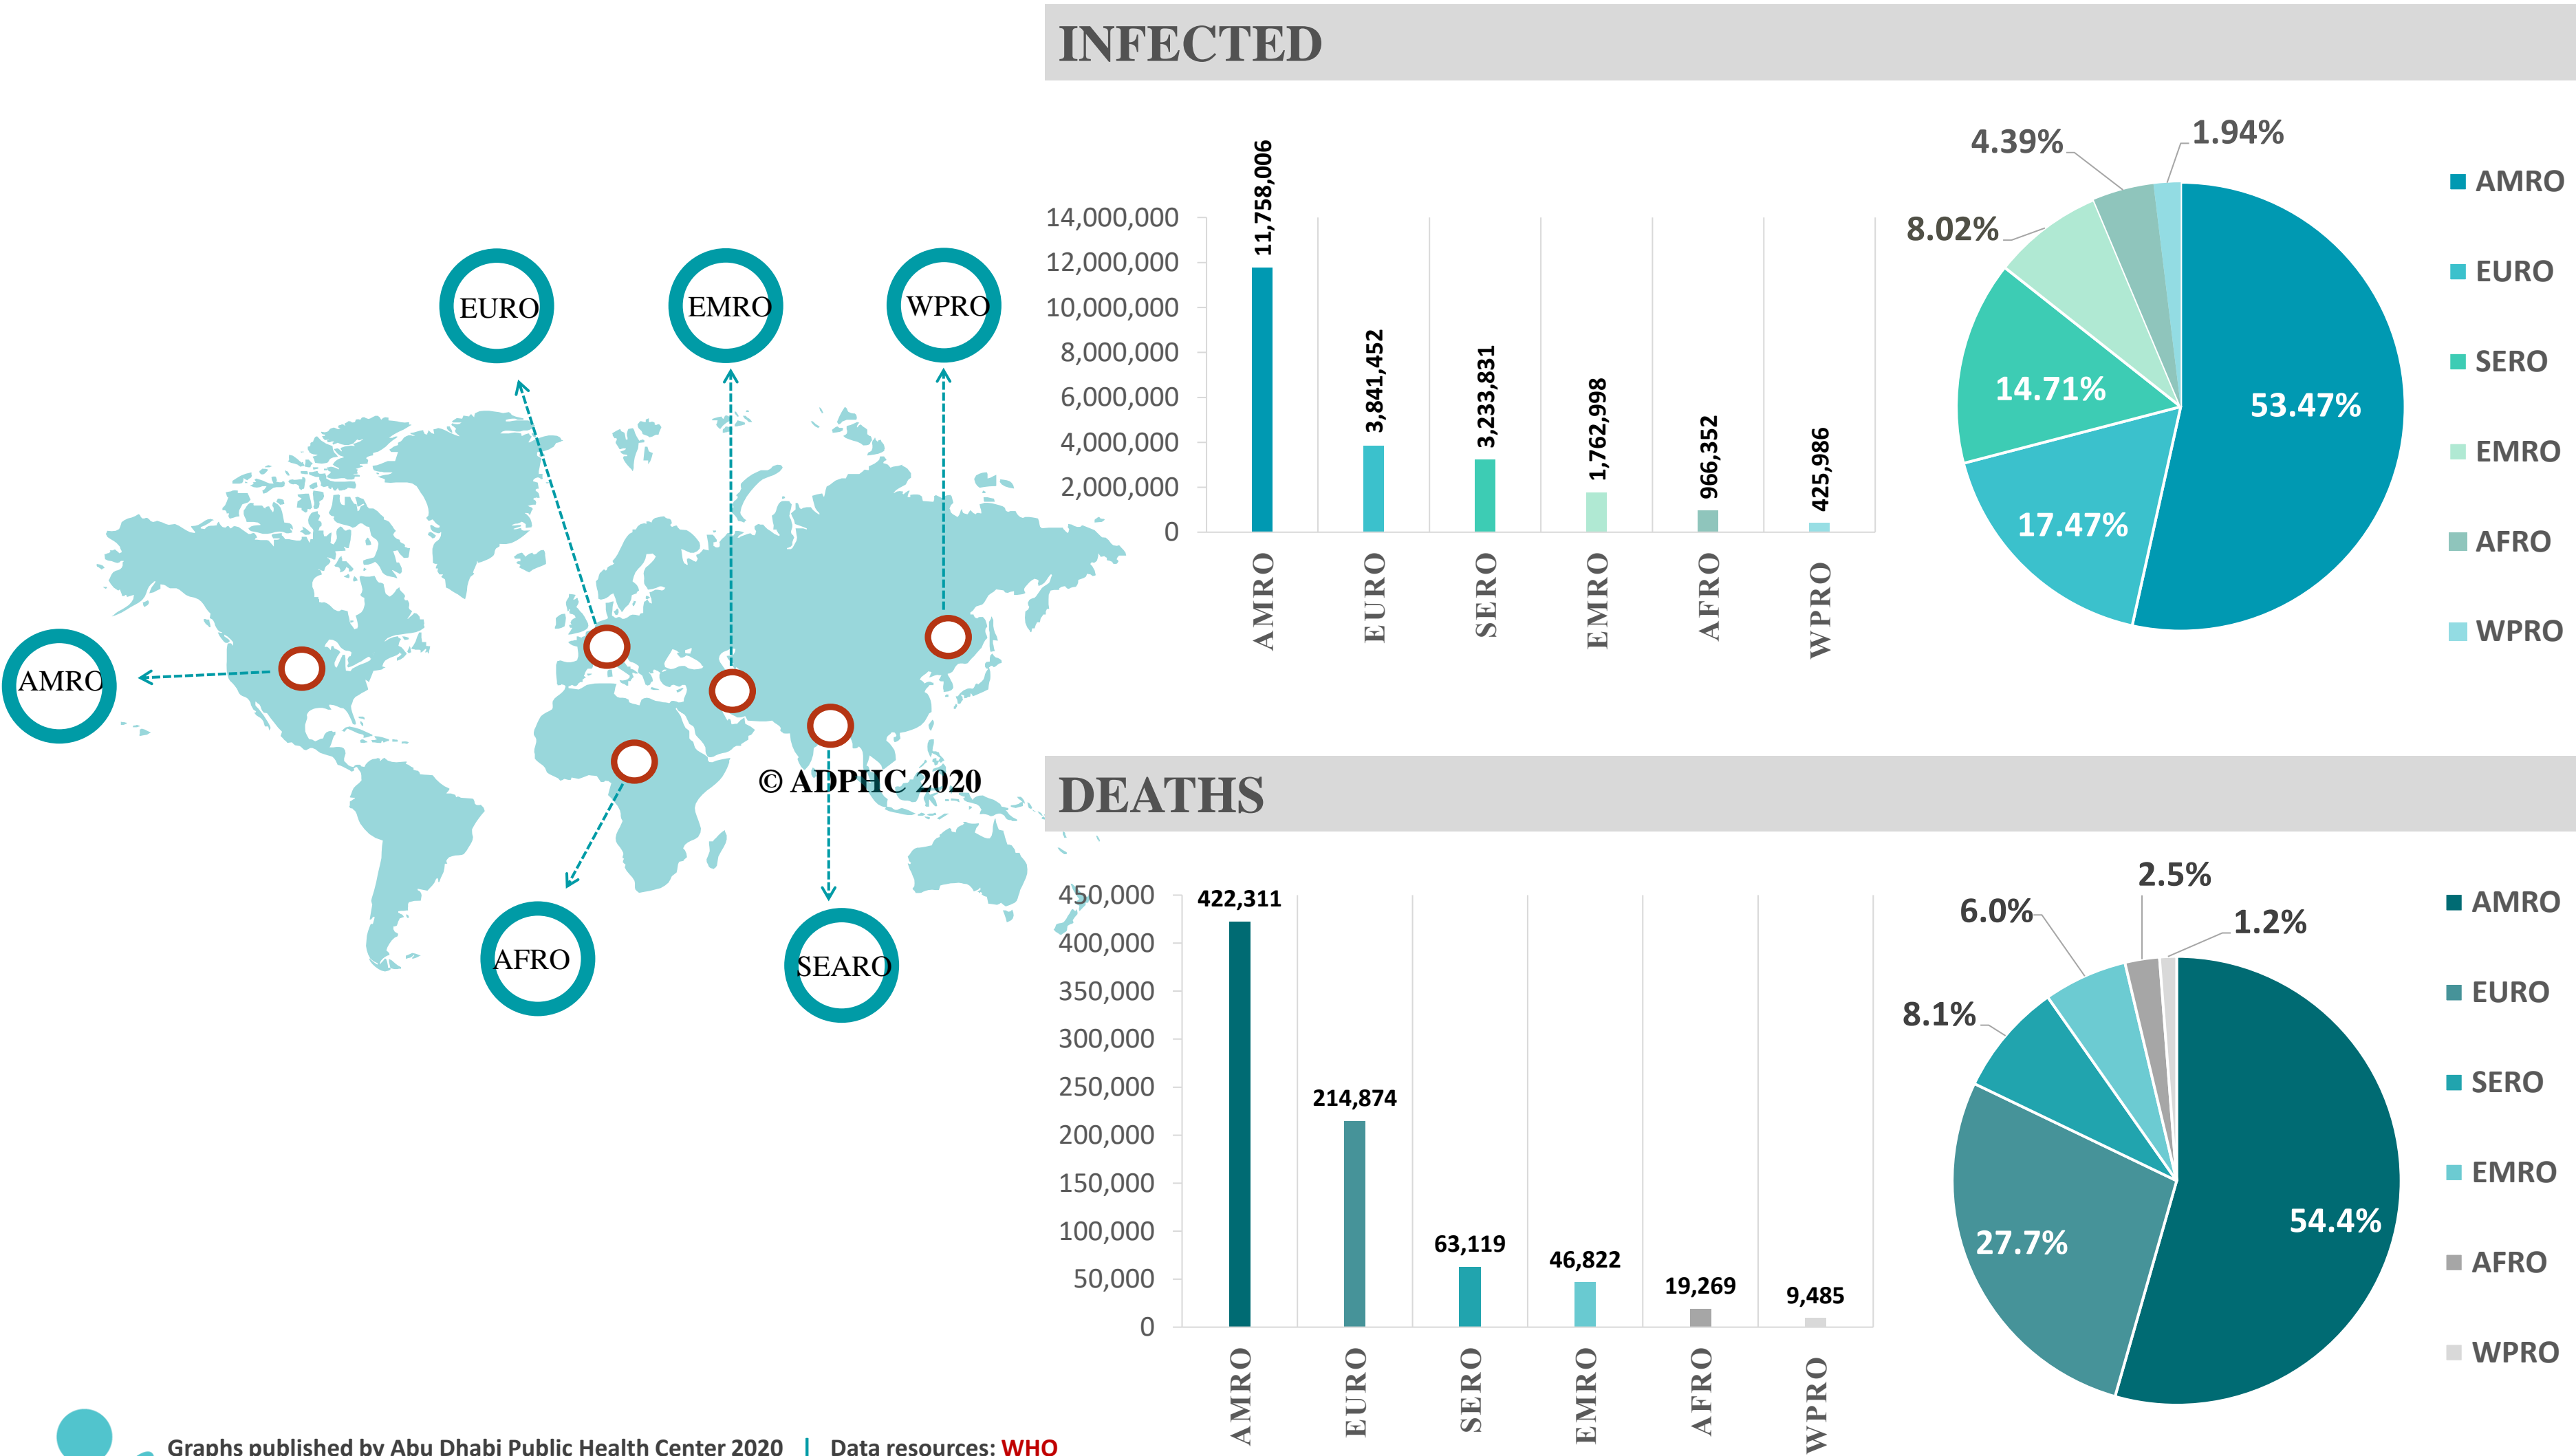 INFECTED
EURO
EMRO
WPRO
AMRO
AFRO
SEARO
© ADPHC 2020
14,000,000
12,000,000
10,000,000
8,000,000
6,000,000
4,000,000
2,000,000
0
11,758,006
3,841,452
3,233,831
1,762,998
966,352
425,986
AMRO
EURO
SERO
EMRO
AFRO
WPRO
4.39%
1.94%
8.02%
14.71%
53.47%
17.47%
AMRO
EURO
SERO
EMRO
AFRO
WPRO
DEATHS
450,000
400,000
350,000
300,000
250,000
200,000
150,000
100,000
50,000
0
422,311
214,874
63,119
46,822
19,269
9,485
AMRO
EURO
SERO
EMRO
AFRO
WPRO
2.5%
6.0%
1.2%
8.1%
54.4%
27.7%
AMRO
EURO
SERO
EMRO
AFRO
WPRO
Graphs published by Abu Dhabi Public Health Center 2020 | Data resources: WHO